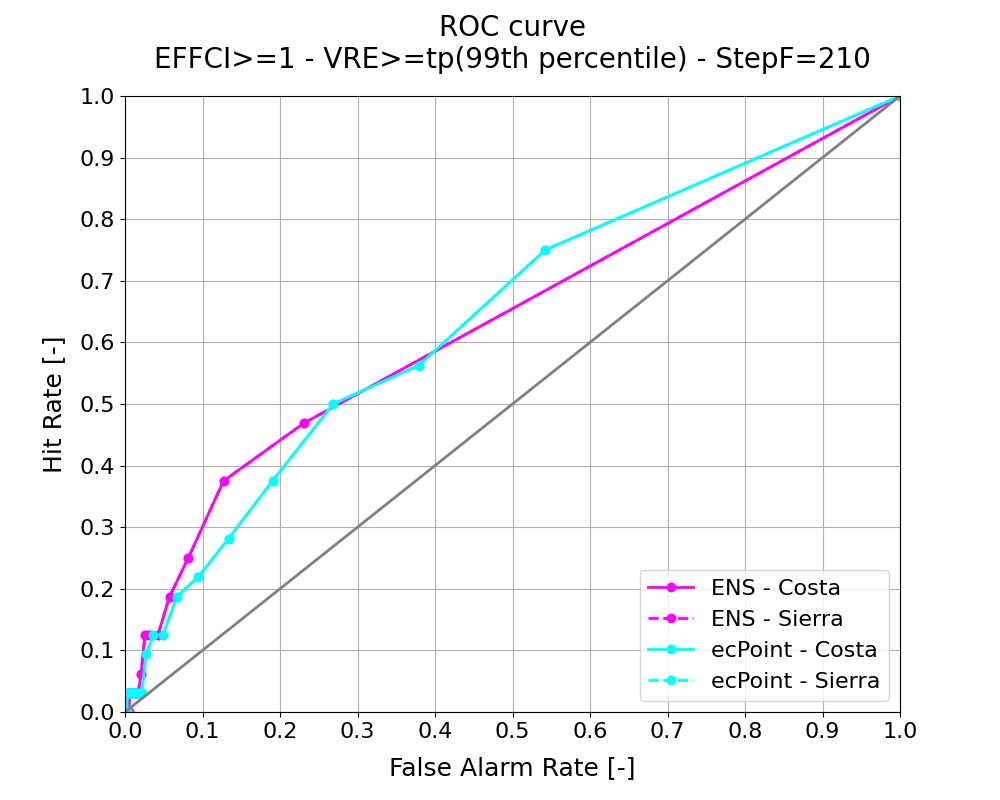 ROC curve
EFFCI>=1 - VRE>=tp(99th percentile) - StepF=210
1.0
0.9
0.8
0.7
0.6
0.5
0.4
0.3
0.2
0.1
0.0
Hit Rate [-]
ENS - Costa
ENS - Sierra
ecPoint - Costa
ecPoint - Sierra
0.0 0.1 0.2 0.3 0.4 0.5 0.6 0.7 0.8 0.9 1.0
False Alarm Rate [-]